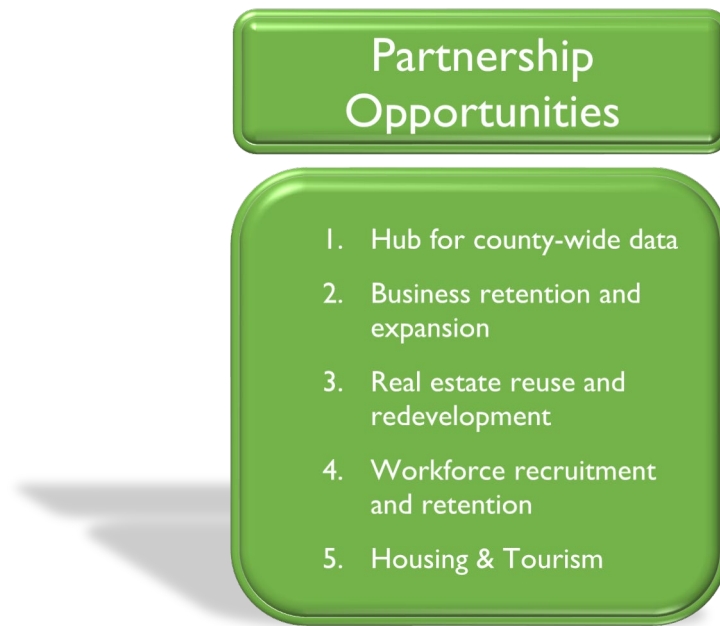 Partnership
Opportunities
1. Hub for county-wide data
2. Business retention and
expansion
3. Real estate reuse and
redevelopment
4. Workforce recruitment
and retention
5. Housing & Tourism